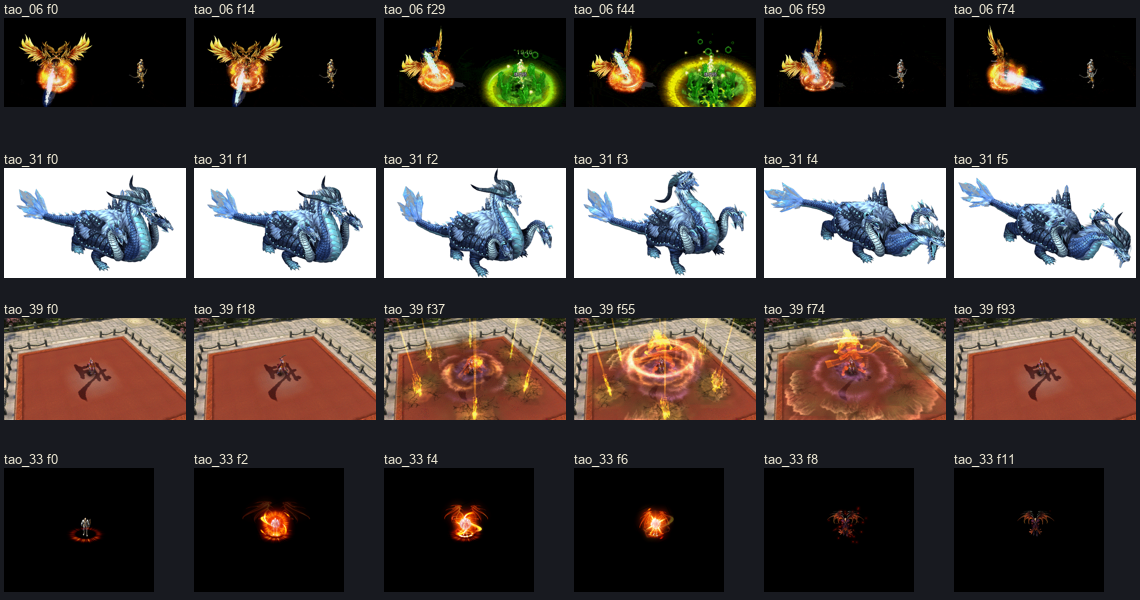 tao_06 f0 tao_06 f14 tao_06 f29 tao_06 f44 tao_06 f59 tao_06 f74
tao_31 f0 tao_31 f1 tao_31 f2 tao_31 f3 tao_31 f4 tao_31 f5
tao_39 f0 tao_39 f18 tao_39 f37 tao_39 f55 tao_39 f74 tao_39 f93
tao_33 f0 tao_33 f2 tao_33 f4 tao_33 f6 tao_33 f8 tao_33 f11